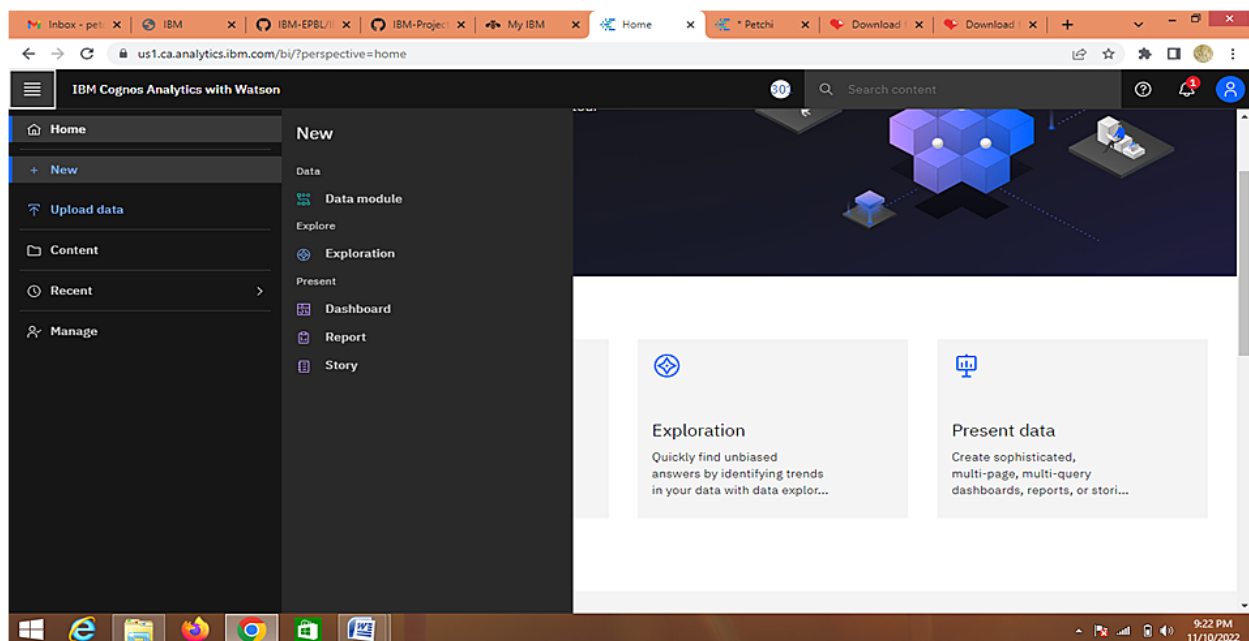 Inbox - pet
IBM
IBM-EPBL/
IBM-Project
My IBM
Home
* Petchi
Download
Download
us1.ca.analytics.ibm.com/bi/?perspective=home
IBM Cognos Analytics with Watson
Search content
1
Home
New
Upload data
Content
Recent
Manage
New
Data
Data module
Explore
Exploration
Present
Dashboard
Report
Story
Exploration
Quickly find unbiased
answers by identifying trends
in your data with data explor...
Present data
Create sophisticated,
multi-page, multi-query
dashboards, reports, or stori...
9:22 PM
11/10/2022